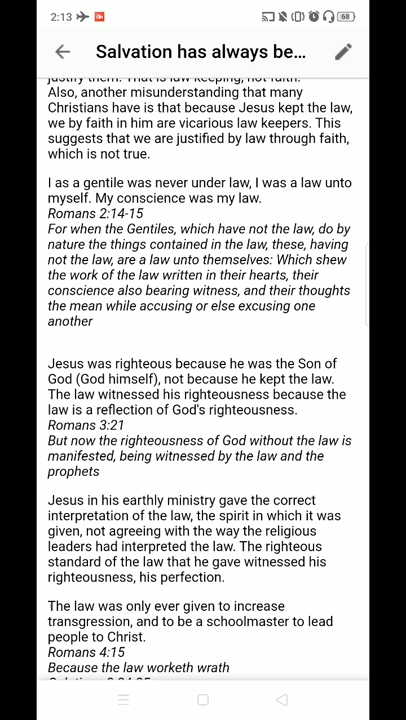 2:13
68
Salvation has always be...
justify them. That is law keeping, not faith.
Also, another misunderstanding that many
Christians have is that because Jesus kept the law,
we by faith in him are vicarious law keepers. This
suggests that we are justified by law through faith,
which is not true.
I as a gentile was never under law, I was a law unto
myself. My conscience was my law.
Romans 2:14-15
For when the Gentiles, which have not the law, do by
nature the things contained in the law, these, having
not the law, are a law unto themselves: Which shew
the work of the law written in their hearts, their
conscience also bearing witness, and their thoughts
the mean while accusing or else excusing one
another
Jesus was righteous because he was the Son of
God (God himself), not because he kept the law.
The law witnessed his righteousness because the
law is a reflection of God's righteousness.
Romans 3:21
But now the righteousness of God without the law is
manifested, being witnessed by the law and the
prophets
Jesus in his earthly ministry gave the correct
interpretation of the law, the spirit in which it was
given, not agreeing with the way the religious
leaders had interpreted the law. The righteous
standard of the law that he gave witnessed his
righteousness, his perfection.
The law was only ever given to increase
transgression, and to be a schoolmaster to lead
people to Christ.
Romans 4:15
Because the law worketh wrath